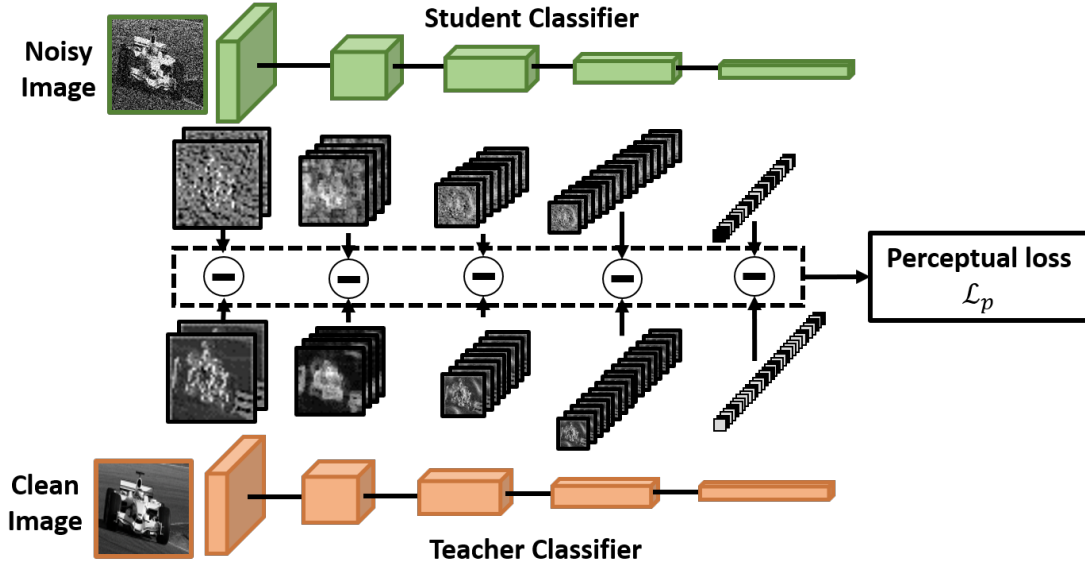 Student Classifier
Noisy
Image
Perceptual loss
ℒ𝑝
Clean
Image
Teacher Classifier